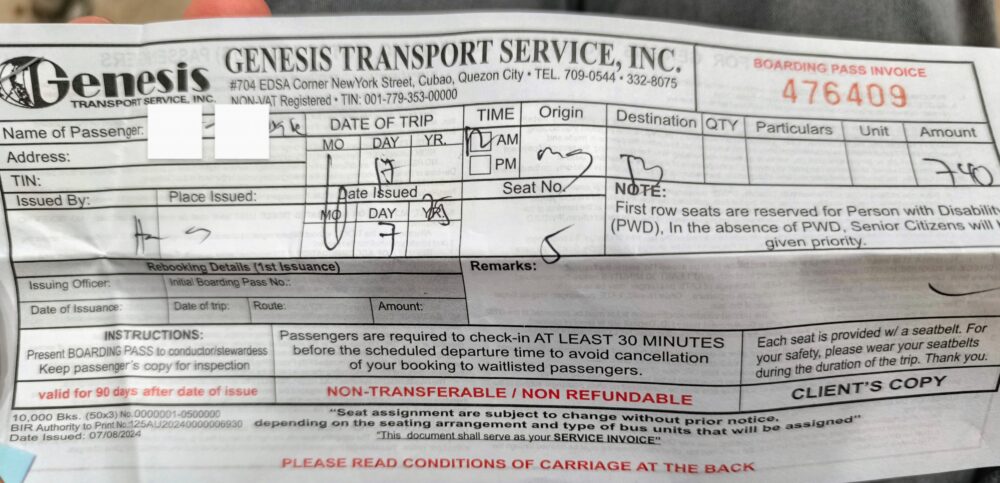 Genesis
TRANSPORT SERVICE, INC.
GENESIS TRANSPORT SERVICE, INC.
#704 EDSA Corner NewYork Street, Cubao, Quezon City • TEL. 709-0544 • 332-8075
NON-VAT Registered • TIN: 001-779-353-00000
BOARDING PASS INVOICE
476409
Name of Passenger:
Address:
TIN:
DATE OF TRIP
MO DAY YR.
17
TIME
AM
PM
Origin
Destination
QTY
Particulars
Unit
Amount
740
Issued By:
Place Issued:
Date Issued
MO DAY YR.
7 25
Seat No.
5
NOTE:
First row seats are reserved for Person with Disabilit
(PWD), In the absence of PWD, Senior Citizens will
given priority.
Rebooking Details (1st Issuance)
Issuing Officer:
Initial Boarding Pass No.:
Date of Issuance:
Date of trip:
Route:
Amount:
Remarks:
INSTRUCTIONS:
Present BOARDING PASS to conductor/stewardess
Keep passenger's copy for inspection
valid for 90 days after date of issue
Passengers are required to check-in AT LEAST 30 MINUTES
before the scheduled departure time to avoid cancellation
of your booking to waitlisted passengers.
NON-TRANSFERABLE / NON REFUNDABLE
Each seat is provided w/ a seatbelt. For
your safety, please wear your seatbelts
during the duration of the trip. Thank you.
CLIENT'S COPY
10,000 Bks. (50x3) No.0000001-0500000
BIR Authority to Print No:125AU20240000006930
Date Issued: 07/08/2024
"Seat assignment are subject to change without prior notice,
depending on the seating arrangement and type of bus units that will be assigned"
"This document shall serve as your SERVICE INVOICE"
PLEASE READ CONDITIONS OF CARRIAGE AT THE BACK